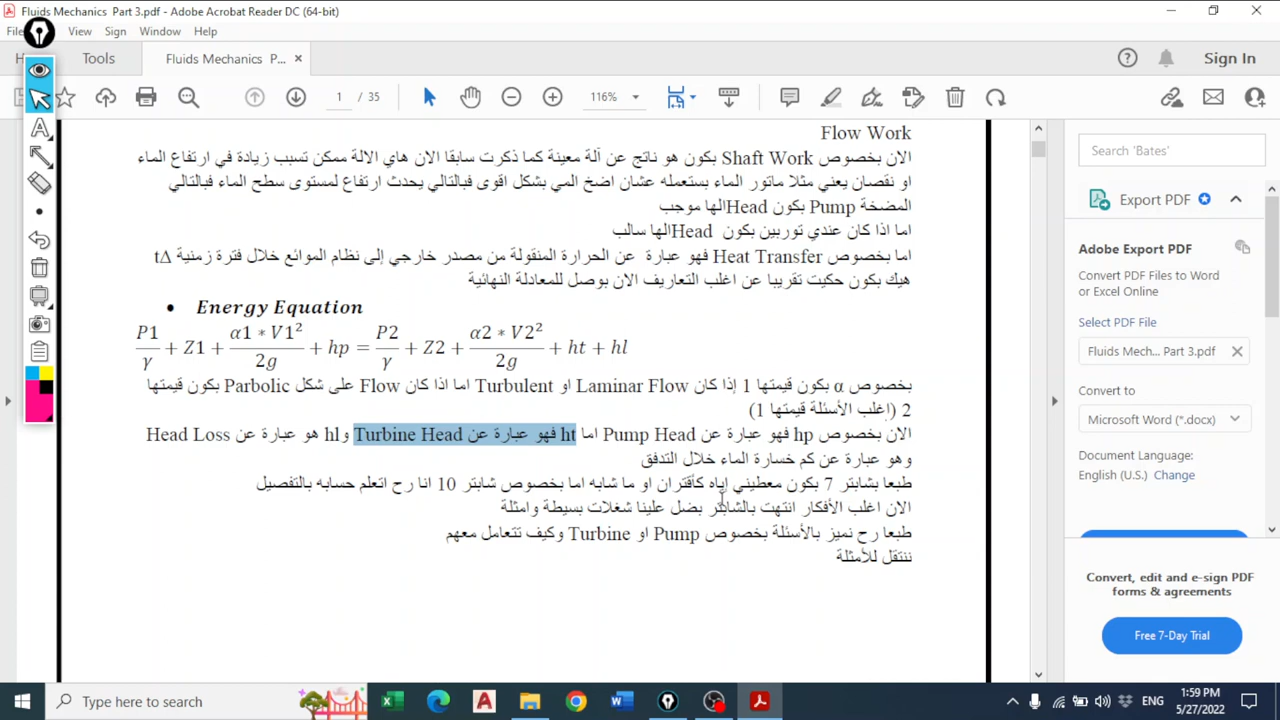 Fluids Mechanics  Part 3.pdf - Adobe Acrobat Reader DC (64-bit)
View Sign Window Help
Tools
Fluids Mechanics P... ×
Sign In
1 / 35
116%
Flow Work
الان بخصوص Shaft Work بكون هو ناتج عن آلة معينة كما ذكرت سابقا الان هاي الالة ممكن تسبب زيادة في ارتفاع الماء
او نقصان يعني مثلا ماتور الماء بستعمله عشان اضخ المي بشكل اقوى فبالتالي يحدث ارتفاع لمستوى سطح الماء فبالتالي
المضخة Pump بكون Headالها موجب
اما اذا كان عندي توربين بكون Headالها سالب
اما بخصوص Heat Transfer فهو عبارة عن الحرارة المنقولة من مصدر خارجي إلى نظام الموائع خلال فترة زمنية tΔ
هيك بكون حكيت تقريبا عن اغلب التعاريف الان بوصل للمعادلة النهائية
• Energy Equation
P1/γ + Z1 + α1 ∗ V1²/2g + hp = P2/γ + Z2 + α2 ∗ V2²/2g + ht + hl
بخصوص α بكون قيمتها 1 إذا كان Laminar Flow او Turbulent اما اذا كان Flow على شكل Parbolic بكون قيمتها
2 (اغلب الأسئلة قيمتها 1)
الان بخصوص hp فهو عبارة عن Pump Head اما ht فهو عبارة عن Turbine Head وhl هو عبارة عن Head Loss
وهو عبارة عن كم خسارة الماء خلال التدفق
طبعا بشابتر 7 بكون معطيني إياه كأقتران او ما شابه اما بخصوص شابتر 10 انا رح اتعلم حسابه بالتفصيل
الان اغلب الأفكار انتهت بالشابتر بضل علينا شغلات بسيطة وامثلة
طبعا رح نميز بالأسئلة بخصوص Pump او Turbine وكيف تتعامل معهم
ننتقل للأمثلة
Search 'Bates'
Export PDF
Adobe Export PDF
Convert PDF Files to Word
or Excel Online
Select PDF File
Fluids Mech... Part 3.pdf
Convert to
Microsoft Word (*.docx)
Document Language:
English (U.S.) Change
Convert, edit and e-sign PDF
forms & agreements
Free 7-Day Trial
Type here to search
ENG
1:59 PM
5/27/2022